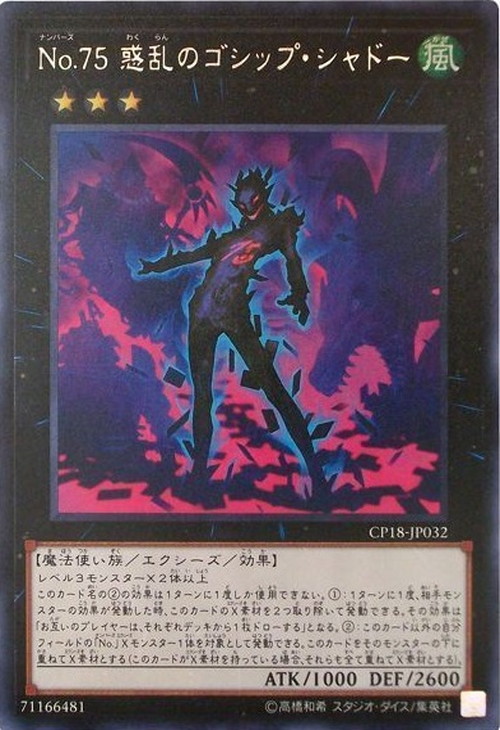 ナンバーズ わく らん
No.75 惑乱のゴシップ・シャドー 風
CP18-JP032
【魔法使い族/エクシーズ/効果】
レベル3モンスター×2体以上
このカード名の②の効果は1ターンに1度しか使用できない。①:1ターンに1度、相手モン
スターの効果が発動した時、このカードのX素材を2つ取り除いて発動できる。その効果は
「お互いのプレイヤーは、それぞれデッキから1枚ドローする」となる。②:このカード以外の自分
フィールドの「No.」Xモンスター1体を対象として発動できる。このカードをそのモンスターの下に
重ねてX素材とする(このカードがX素材を持っている場合、それらも全て重ねてX素材とする)。
ATK/1000 DEF/2600
71166481 ©高橋和希 スタジオ・ダイス/集英社